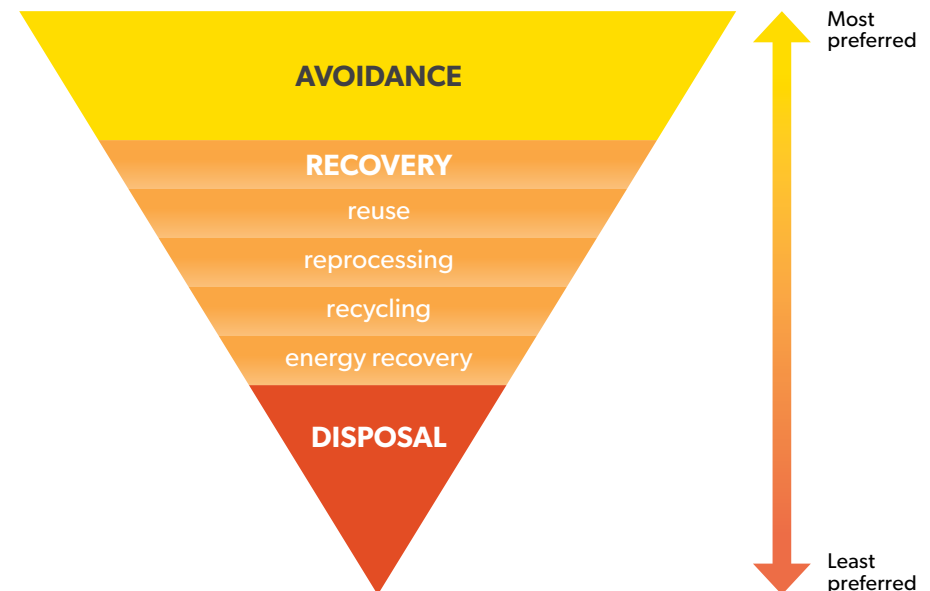 Most
preferred
AVOIDANCE
RECOVERY
reuse
reprocessing
recycling
energy recovery
DISPOSAL
Least
preferred